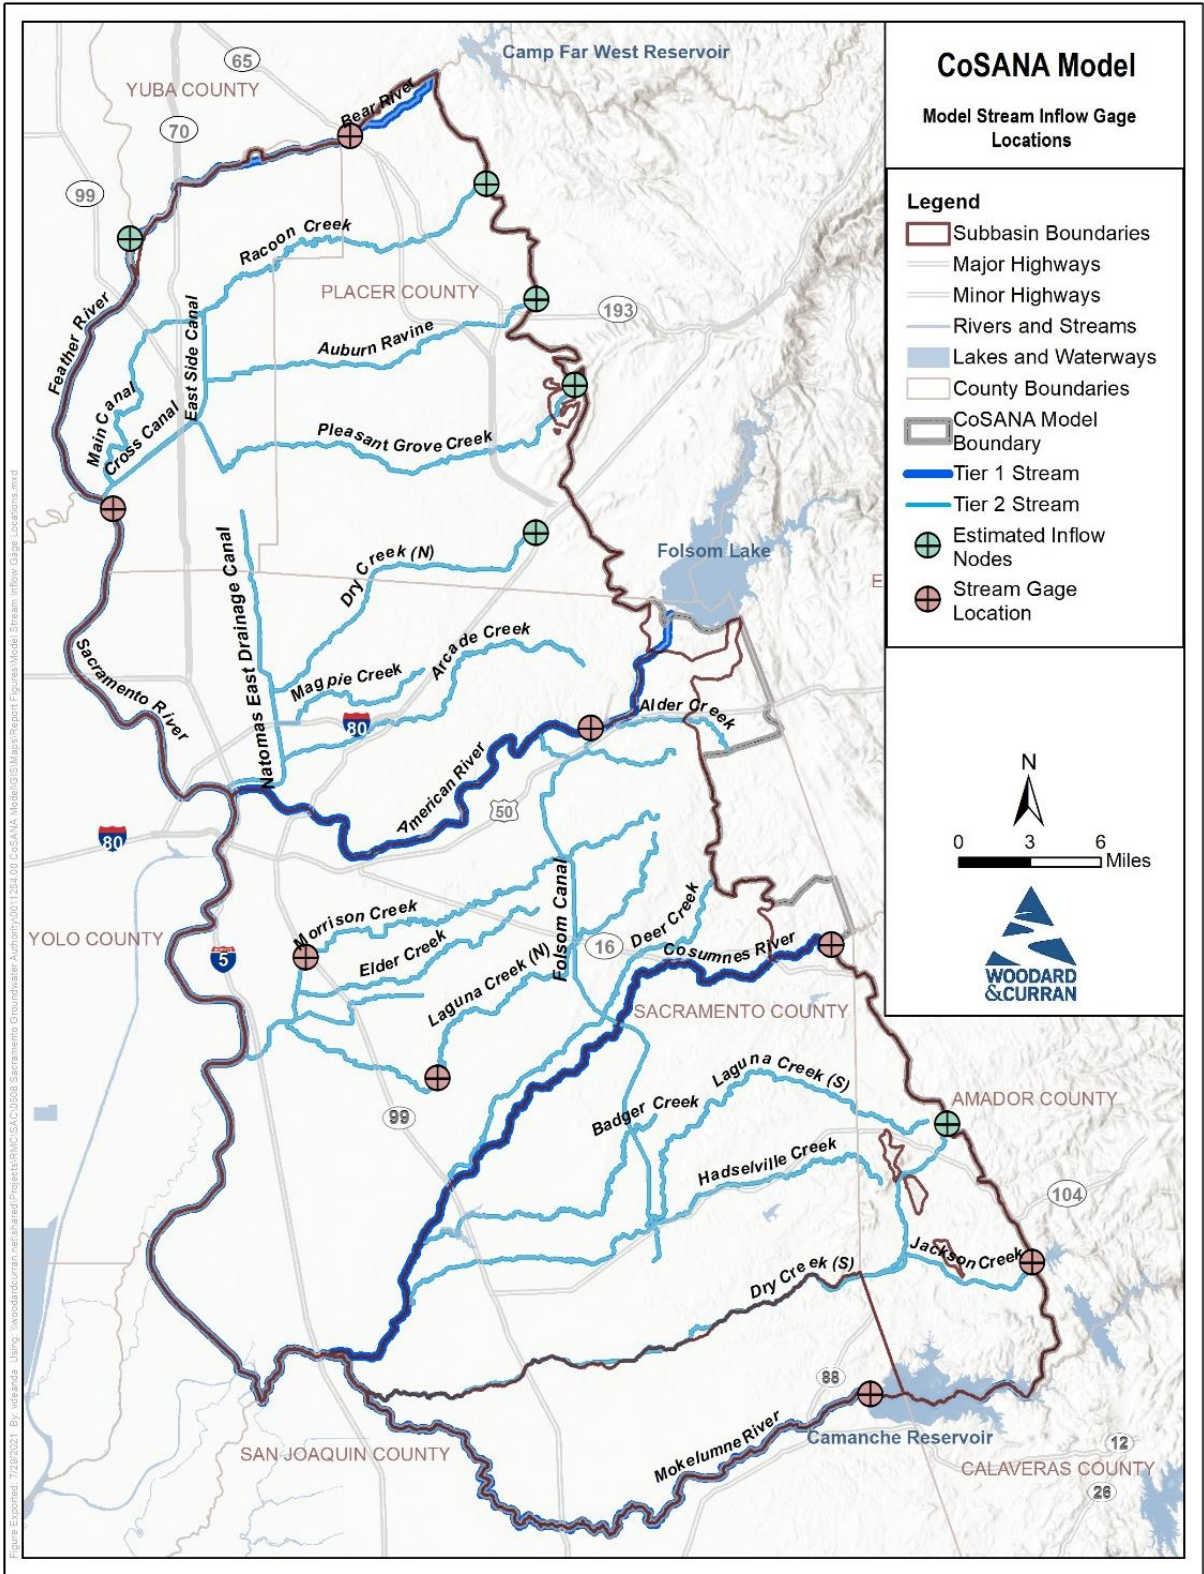 CoSANA Model
Model Stream Inflow Gage
Locations
Legend
Subbasin Boundaries
Major Highways
Minor Highways
Rivers and Streams
Lakes and Waterways
County Boundaries
CoSANA Model
Boundary
Tier 1 Stream
Tier 2 Stream
Estimated Inflow
Nodes
Stream Gage
Location
N
0 3 6 Miles
WOODARD
&CURRAN
Camp Far West Reservoir
65
YUBA COUNTY
Bear River
70
99
Racoon Creek
PLACER COUNTY
193
Feather River
East Side Canal
Auburn Ravine
Main Canal
Cross Canal
Pleasant Grove Creek
Folsom Lake
E
Dry Creek (N)
Natomas East Drainage Canal
Sacramento River
Arcade Creek
Magpie Creek
80
Alder Creek
American River
50
80
Folsom Canal
Morrison Creek
YOLO COUNTY
5
Elder Creek
Laguna Creek (N)
16
Deer Creek
Cosumnes River
SACRAMENTO COUNTY
Laguna Creek (S)
AMADOR COUNTY
99
Badger Creek
Hadselville Creek
104
Jackson Creek
Dry Creek (S)
88
Camanche Reservoir
Mokelumne River
SAN JOAQUIN COUNTY
12
CALAVERAS COUNTY
26